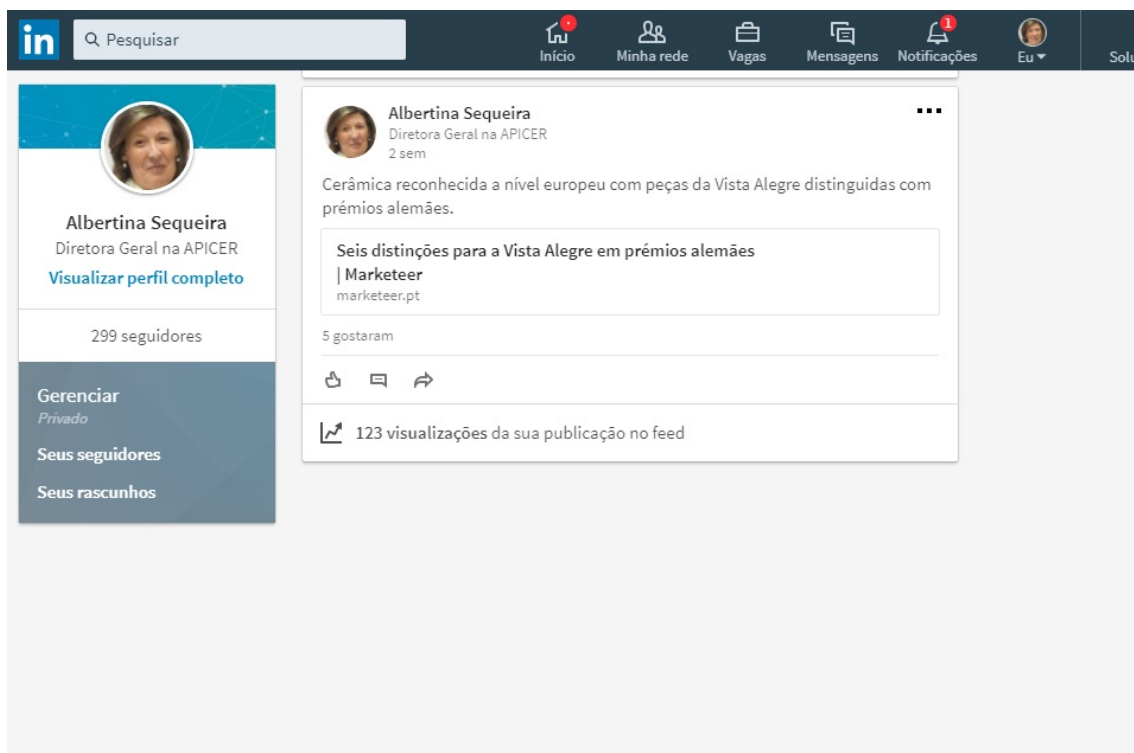 in
Pesquisar
Início
Minha rede
Vagas
Mensagens
1
Notificações
Eu
Solu
Albertina Sequeira
Diretora Geral na APICER
Visualizar perfil completo
299 seguidores
Gerenciar
Privado
Seus seguidores
Seus rascunhos
Albertina Sequeira
Diretora Geral na APICER
2 sem
Cerâmica reconhecida a nível europeu com peças da Vista Alegre distinguidas com
prémios alemães.
Seis distinções para a Vista Alegre em prémios alemães
| Marketeer
marketeer.pt
5 gostaram
123 visualizações da sua publicação no feed